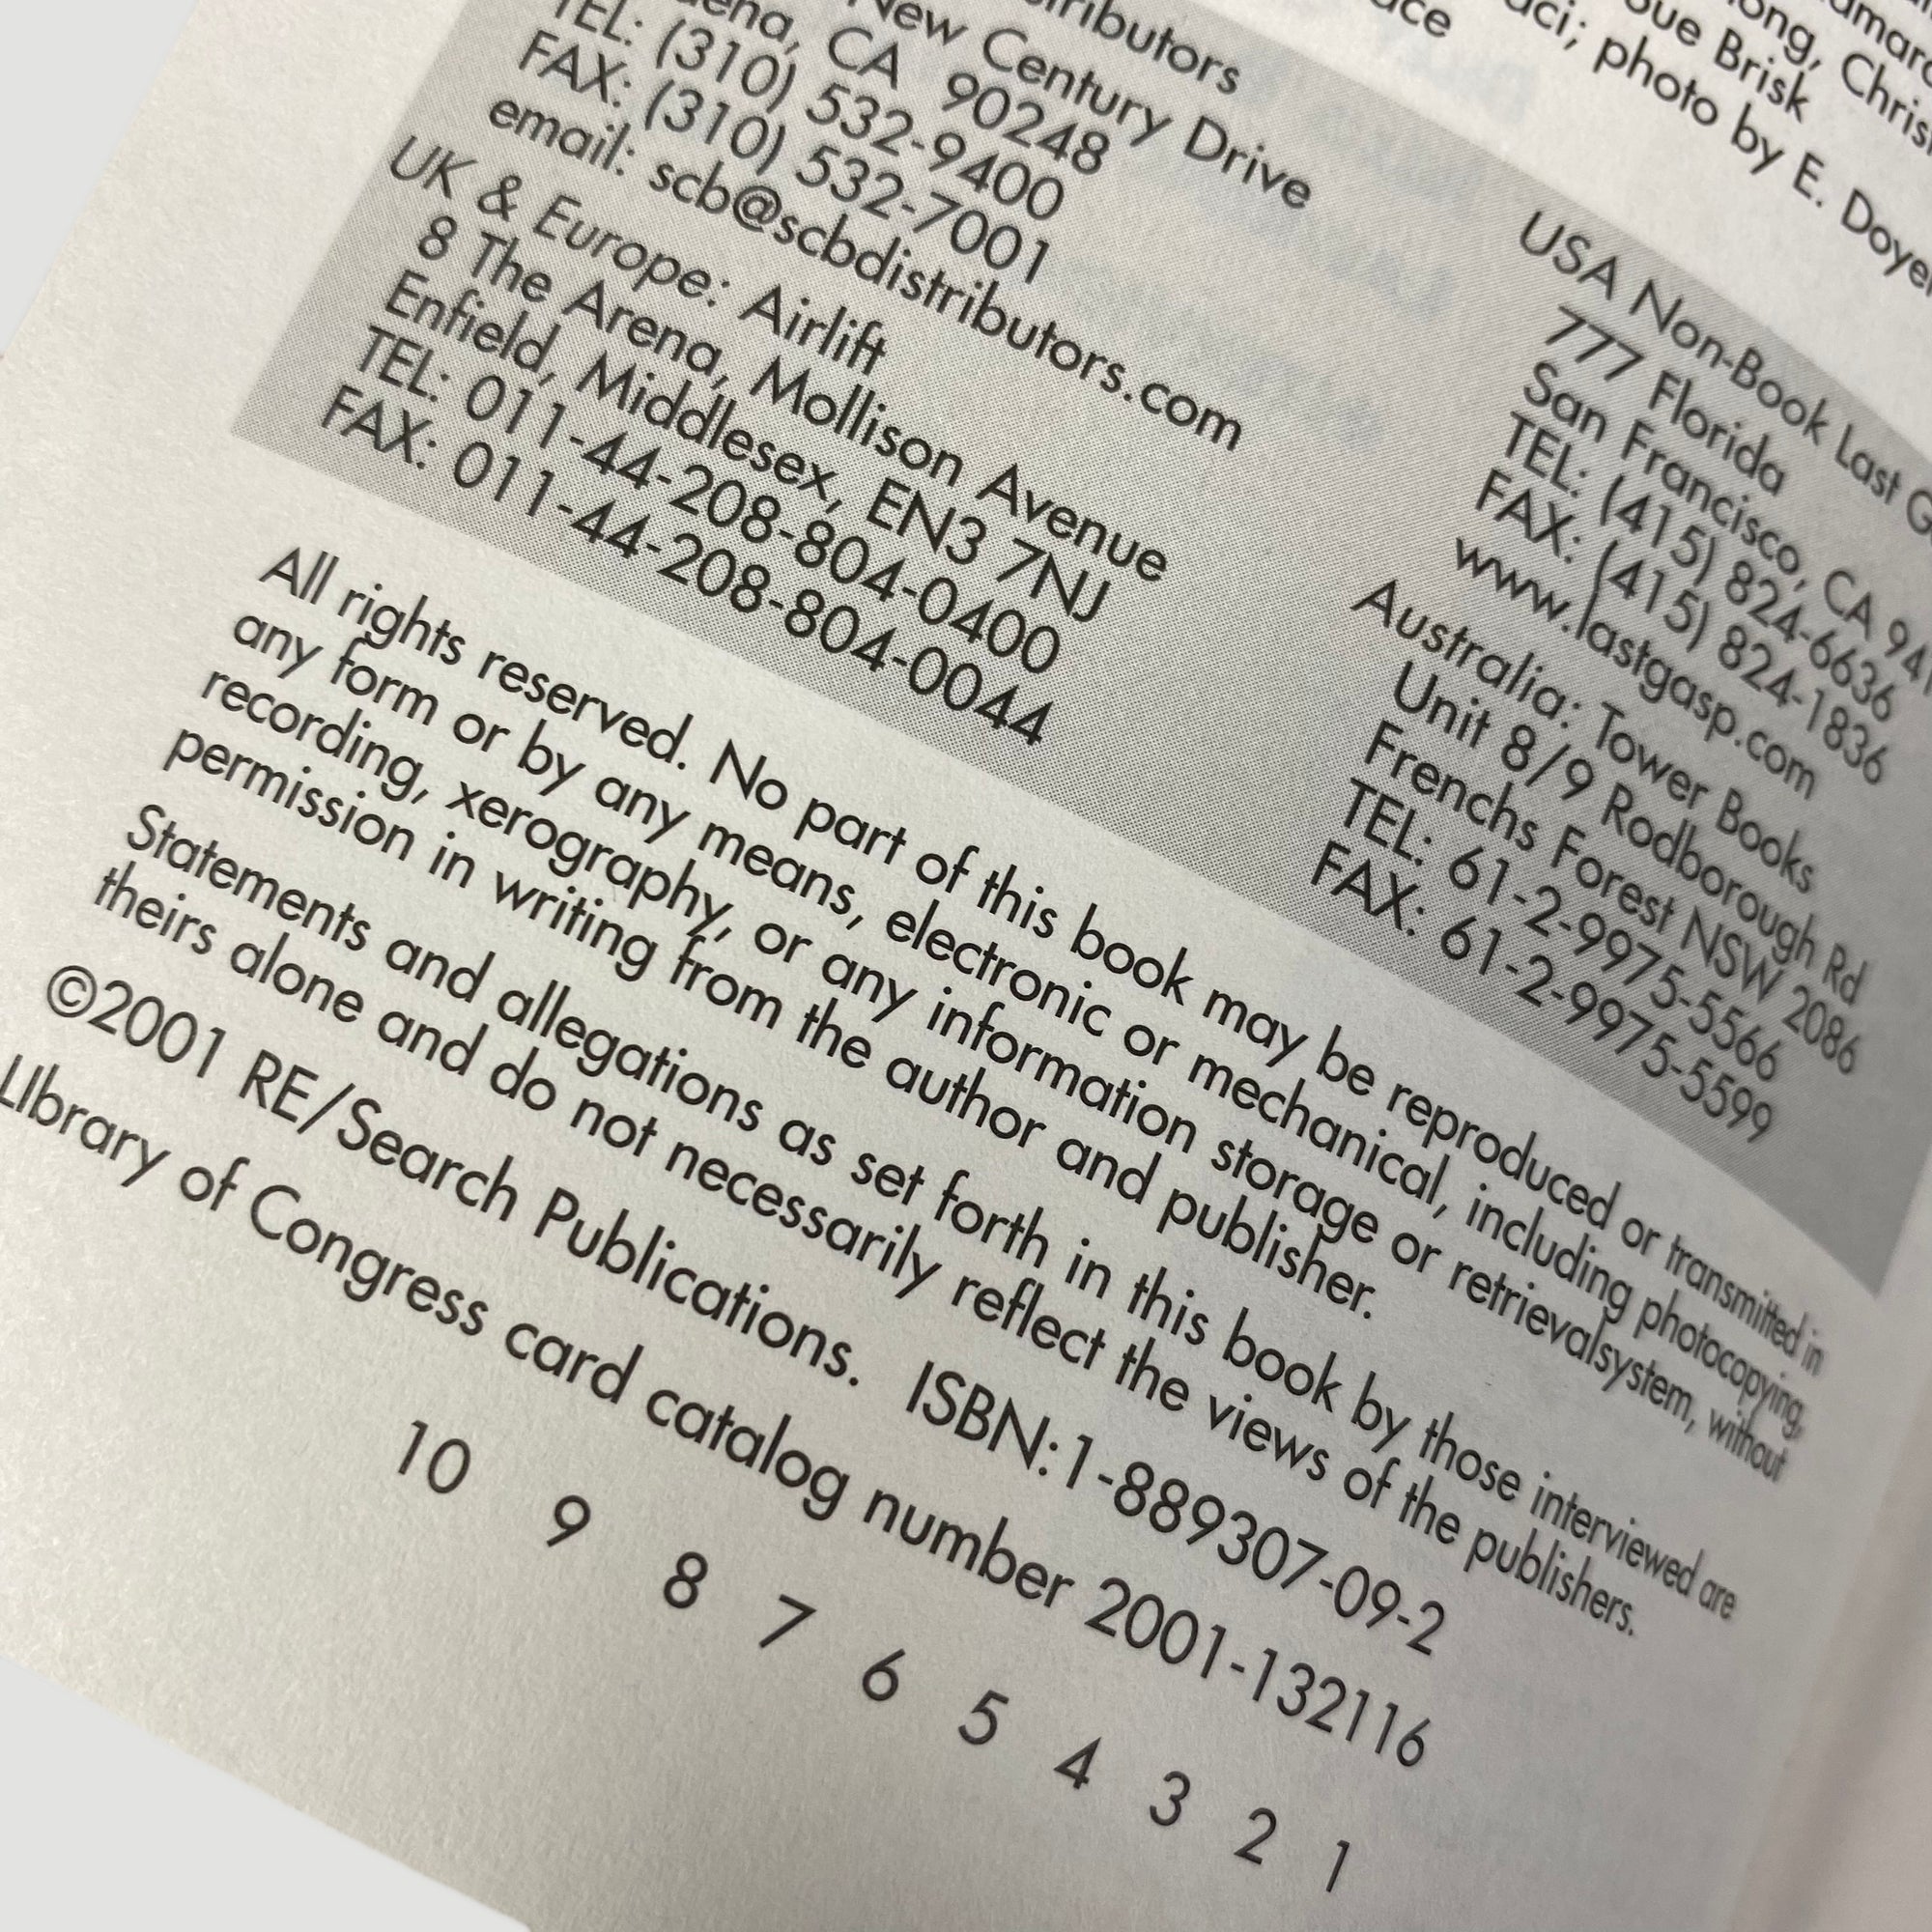 New Century Drive
CA 90248
TEL: (310) 532-9400
FAX: (310) 532-7001
email: scb@scbdistributors.com
UK & Europe: Airlift
8 The Arena, Mollison Avenue
Enfield, Middlesex, EN3 7NJ
TEL: 011-44-208-804-0400
FAX: 011-44-208-804-0044
photo by E.
Brisk
USA Non-Book Last
777 Florida
San Francisco, CA
TEL: (415) 824-6636
FAX: (415) 824-1836
www.lastgasp.com
Australia: Tower Books
Unit 8/9 Rodborough Rd
Frenchs Forest NSW 2086
TEL: 61-2-9975-5566
FAX: 61-2-9975-5599
All rights reserved. No part of this book may be reproduced or transmitted in
any form or by any means, electronic or mechanical, including photocopying,
recording, xerography, or any information storage or retrievalsystem, without
permission in writing from the author and publisher.
Statements and allegations as set forth in this book by those interviewed are
theirs alone and do not necessarily reflect the views of the publishers.
©2001 RE/Search Publications. ISBN:1-889307-09-2
LIbrary of Congress card catalog number 2001-132116
10 9 8 7 6 5 4 3 2 1